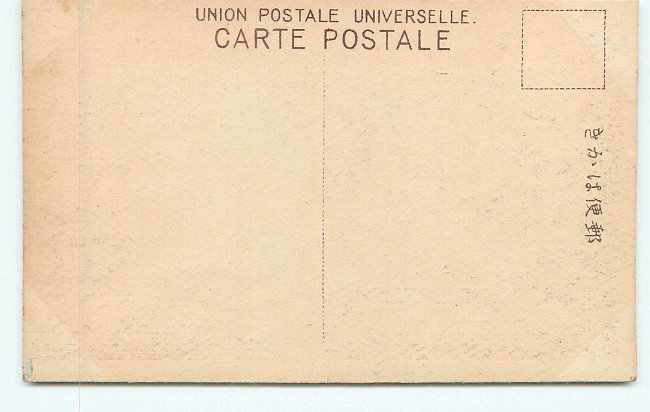 UNION POSTALE UNIVERSELLE.
CARTE POSTALE
郵便はかき